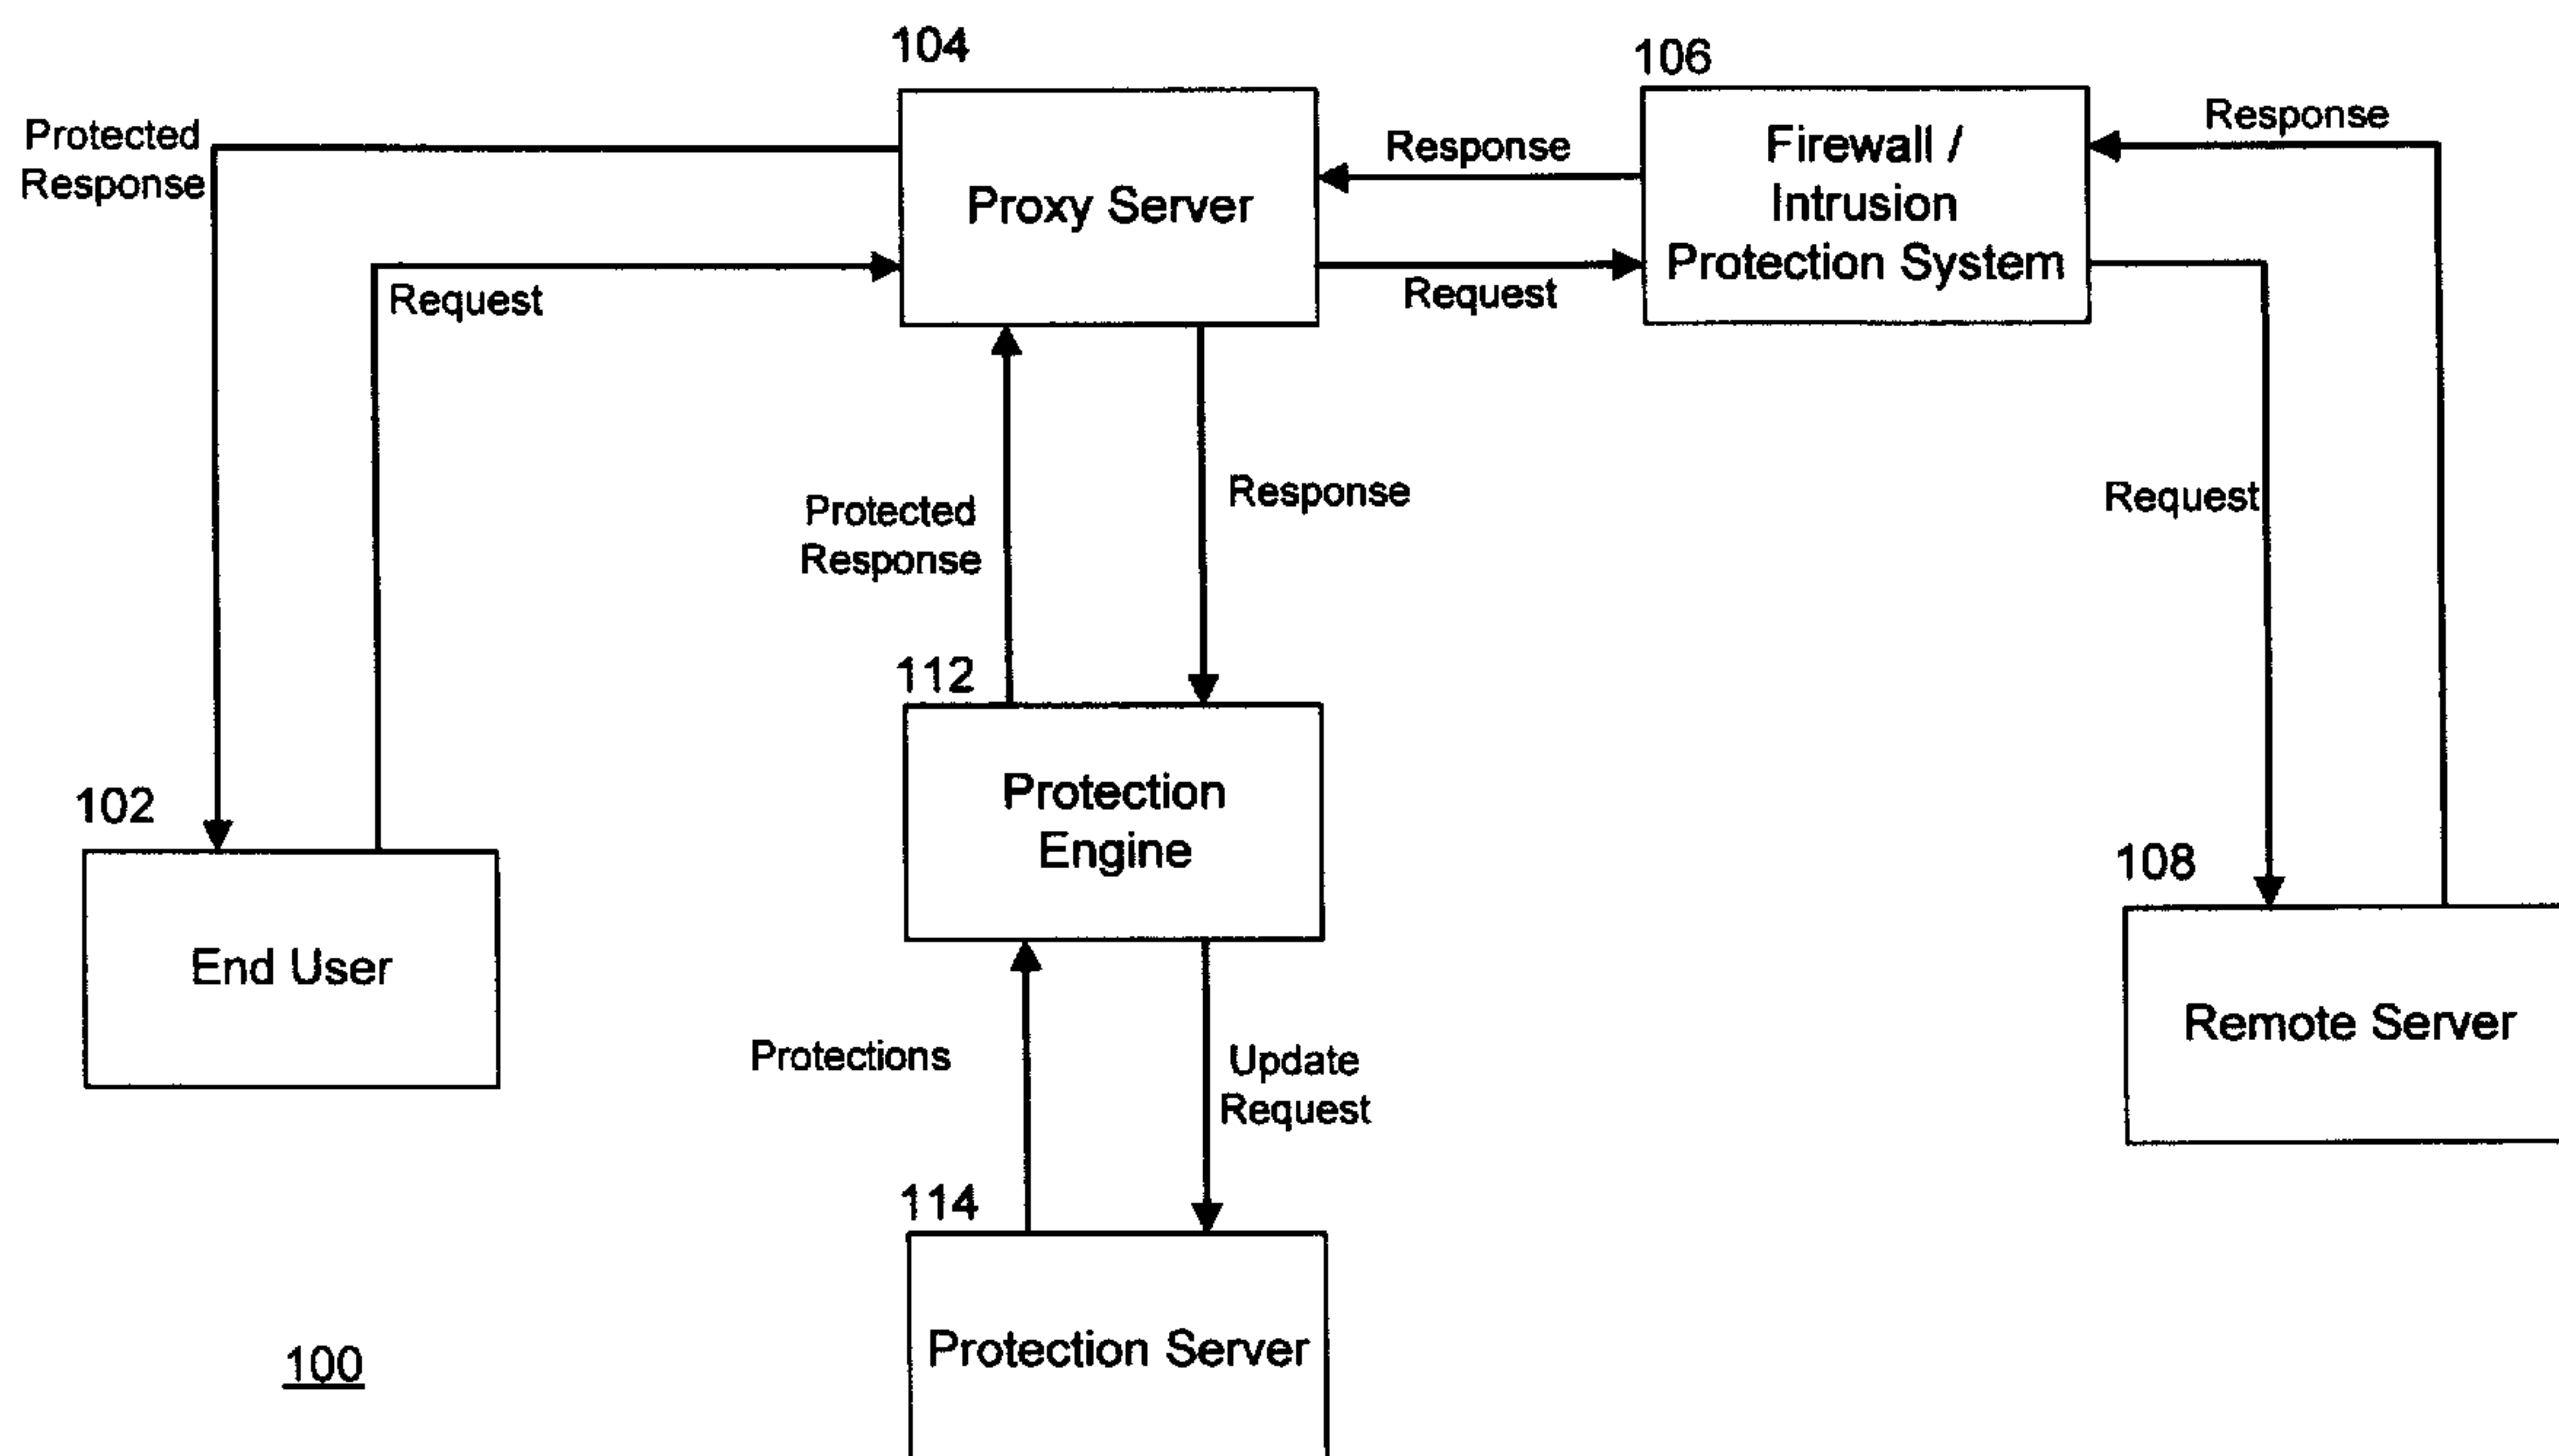 104
106
Protected
Response
Response
Response
Firewall /
Intrusion
Protection System
Proxy Server
Request
Request
Protected
Response
Response
Request
112
102
Protection
Engine
108
End User
Remote Server
Protections
Update
Request
114
Protection Server
100